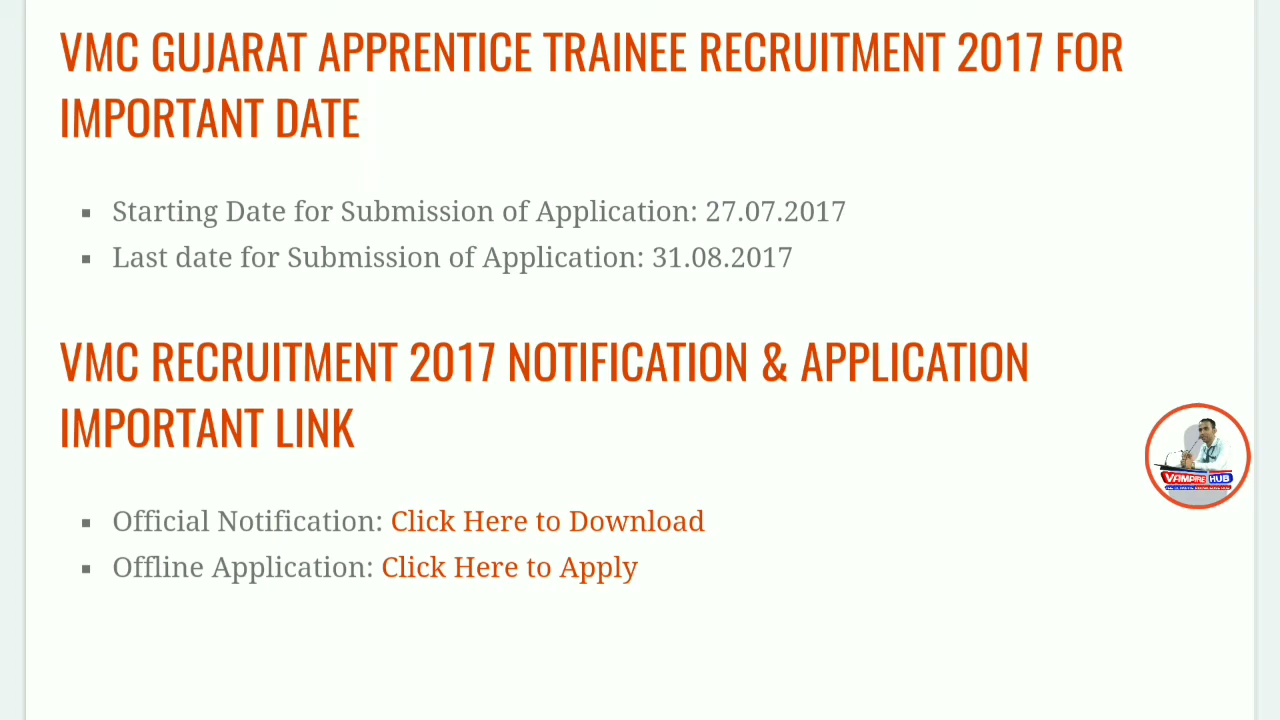 VMC GUJARAT APPRENTICE TRAINEE RECRUITMENT 2017 FOR
IMPORTANT DATE
Starting Date for Submission of Application: 27.07.2017
Last date for Submission of Application: 31.08.2017
VMC RECRUITMENT 2017 NOTIFICATION & APPLICATION
IMPORTANT LINK
VAMPIRE HUB
Official Notification: Click Here to Download
Offline Application: Click Here to Apply